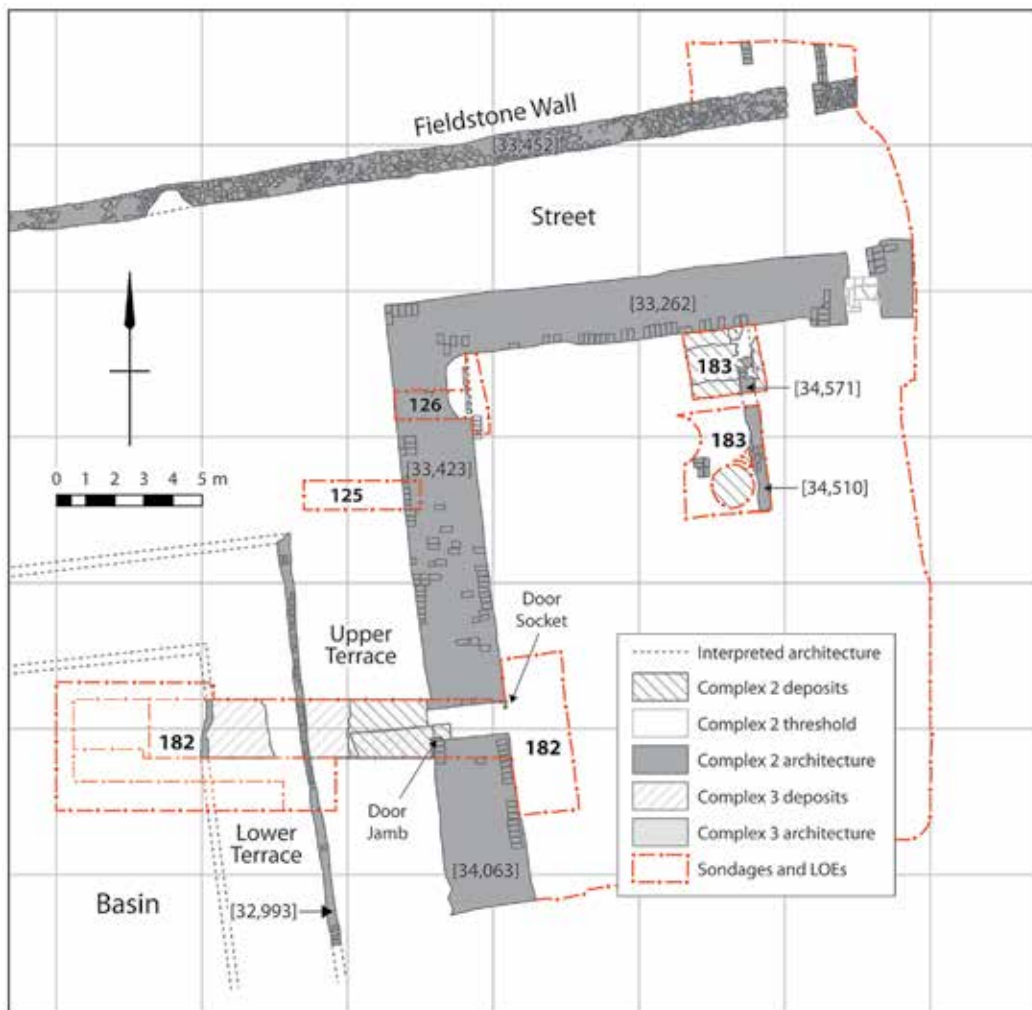 Fieldstone Wall
[33,452]
Street
[33,262]
183
[34,571]
126
183
[33,423]
[34,510]
125
0 1 2 3 4 5 m
Door
Socket
Upper
Terrace
182
182
Door
Jamb
Lower
Terrace
[34,063]
Basin
[32,993]
Interpreted architecture
Complex 2 deposits
Complex 2 threshold
Complex 2 architecture
Complex 3 deposits
Complex 3 architecture
Sondages and LOEs